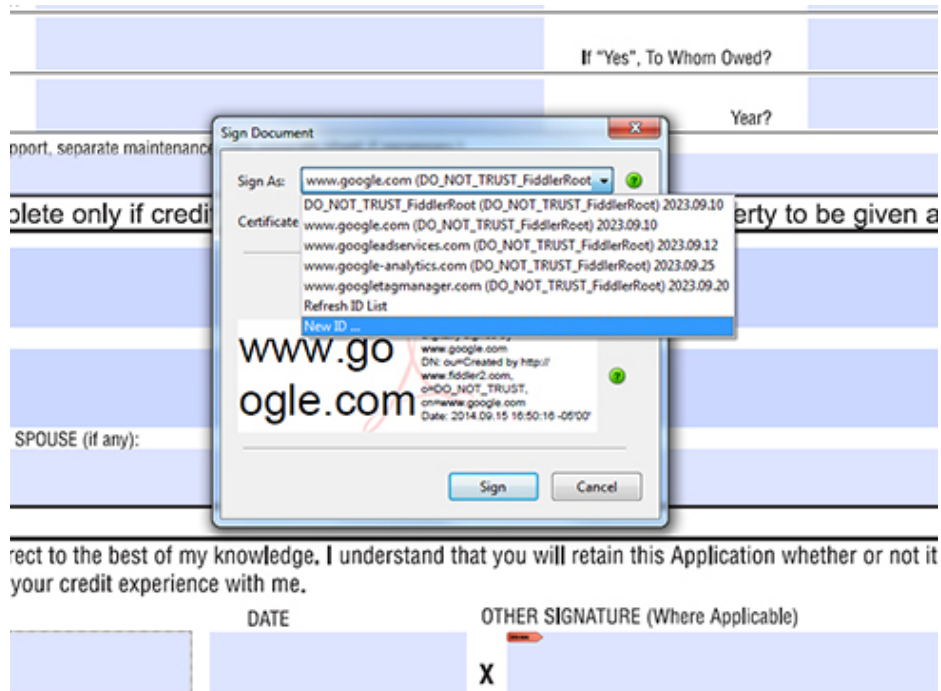 If "Yes", To Whom Owed?
Year?
Sign Document
pport, separate maintenance
Sign As: www.google.com (DO_NOT_TRUST_FiddlerRoot
plete only if credi
erty to be given a
Certificate
DO_NOT_TRUST_FiddlerRoot (DO_NOT_TRUST_FiddlerRoot) 2023.09.10
www.google.com (DO_NOT_TRUST_FiddlerRoot) 2023.09.10
www.googleadservices.com (DO_NOT_TRUST_FiddlerRoot) 2023.09.12
www.google-analytics.com (DO_NOT_TRUST_FiddlerRoot) 2023.09.25
www.googletagmanager.com (DO_NOT_TRUST_FiddlerRoot) 2023.09.20
Refresh ID List
New ID ...
www.go
ogle.com
www.google.com
DN: ou=Created by http://
www.fiddler2.com,
o=DO_NOT_TRUST,
cn=www.google.com
Date: 2014.09.15 16:50:16 -05'00'
SPOUSE (if any):
Sign
Cancel
rect to the best of my knowledge. I understand that you will retain this Application whether or not it
your credit experience with me.
DATE
OTHER SIGNATURE (Where Applicable)
X